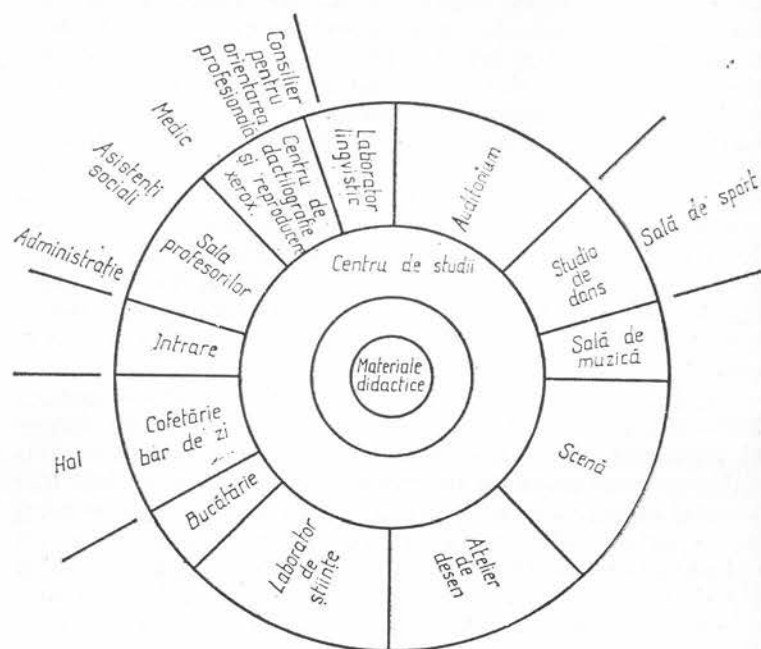 Consilier
pentru
orientarea
profesională
Medic
Asistenți
sociali
Administrație
Hol
Sală de sport
Centru de
dactilografie
și reproducere
xerox.
Laborator
lingvistic
Auditorium
Studio
de
dans
Sală de
muzică
Scenă
Atelier
de
desen
Laborator
de
științe
Bucătărie
Cofetărie
bar de zi
Intrare
Sala
profesorilor
Centru de studii
Materiale
didactice